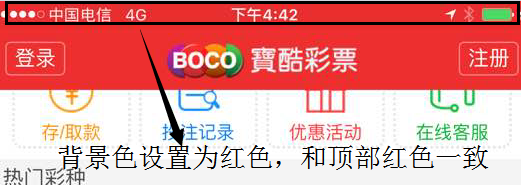 中国电信 4G 下午4:42
登录 BOCO 寶酷彩票 注册
存/取款 投注记录 优惠活动 在线客服
背景色设置为红色，和顶部红色一致
热门彩种